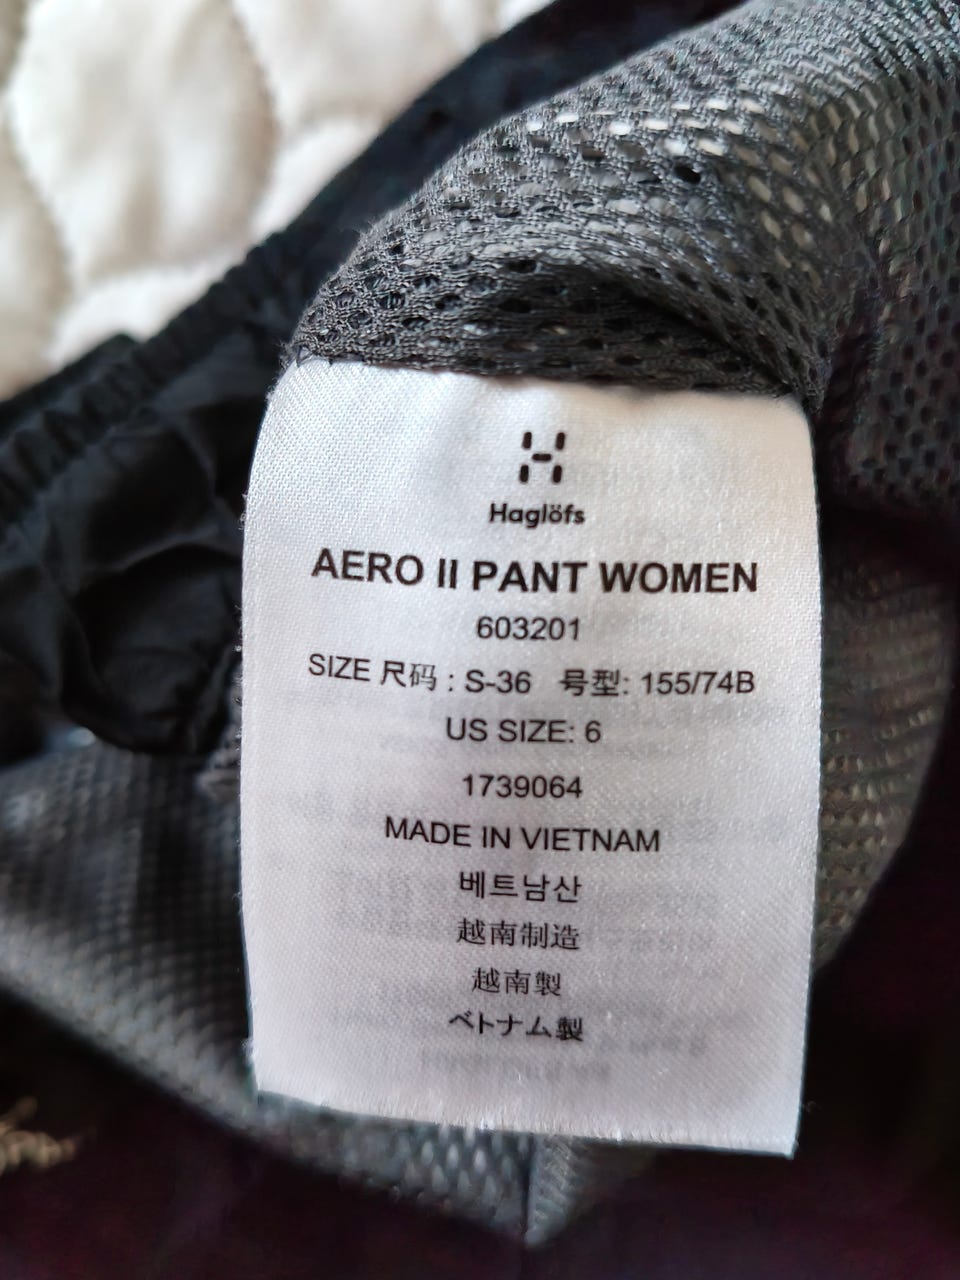 Haglöfs
AERO II PANT WOMEN
603201
SIZE 尺码 : S-36 号型: 155/74B
US SIZE: 6
1739064
MADE IN VIETNAM
베트남산
越南制造
越南製
ベトナム製